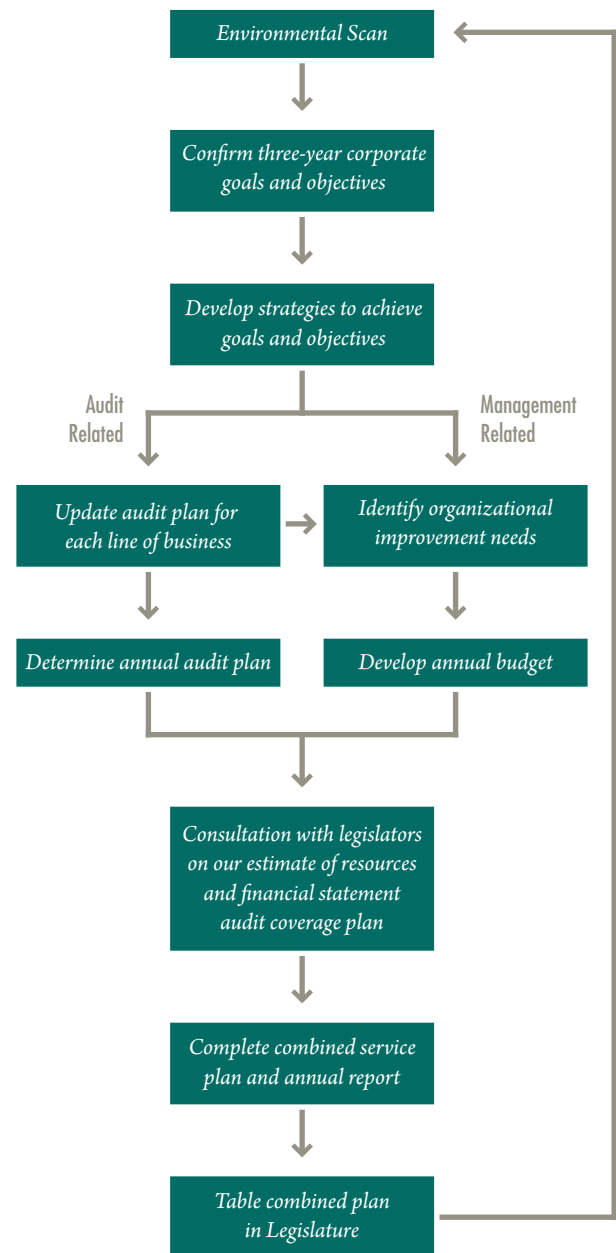 Environmental Scan
Confirm three-year corporate
goals and objectives
Develop strategies to achieve
goals and objectives
Audit
Related
Management
Related
Update audit plan for
each line of business
Identify organizational
improvement needs
Determine annual audit plan
Develop annual budget
Consultation with legislators
on our estimate of resources
and financial statement
audit coverage plan
Complete combined service
plan and annual report
Table combined plan
in Legislature